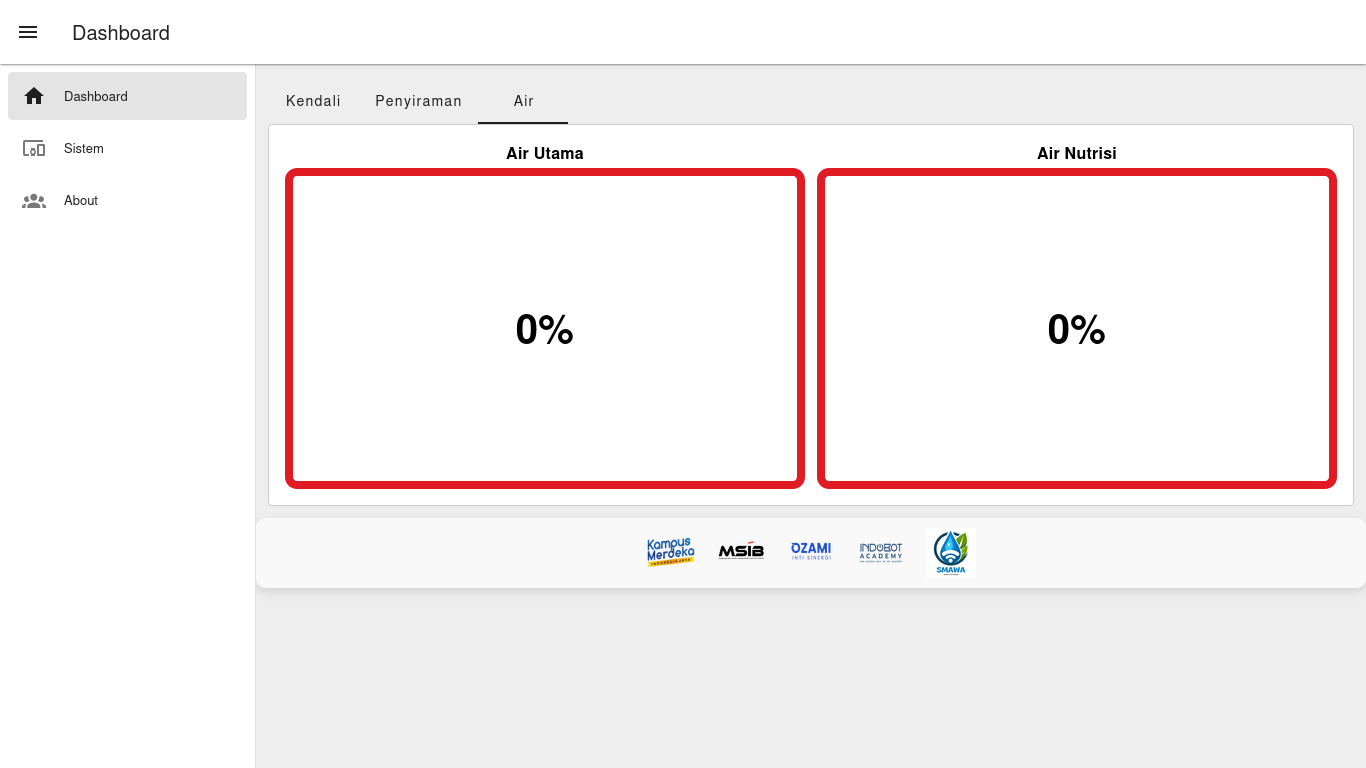 Dashboard
Dashboard
Sistem
About
Kendali
Penyiraman
Air
Air Utama
Air Nutrisi
0%
0%
Kampus
Merdeka
INDONESIA JAYA
MSIB
OZAMI
INTI SINERGI
INDOBOT
ACADEMY
SMAWA